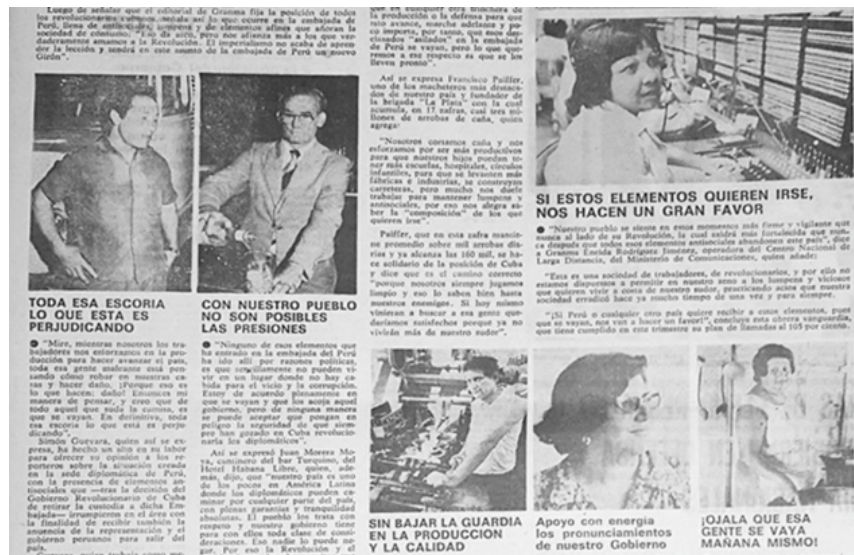 Luego de señalar que el editorial de Granma fija la posición de todos
los revolucionarios cubanos, señala así lo que ocurre en la embajada de
Perú, llena de antisociales, lumpens y de elementos afines que añoran la
sociedad de consumo: "Eso da asco, pero nos afianza más a los que ver-
daderamente amamos a la Revolución. El imperialismo no acaba de apren-
der la lección y tendrá en este asunto de la embajada de Perú un nuevo
Girón".
TODA ESA ESCORIA
LO QUE ESTA ES
PERJUDICANDO
● "Mire, mientras nosotros los tra-
bajadores nos esforzamos en la pro-
ducción para hacer avanzar el país,
toda esa gente maleante está pen-
sando cómo robar en nuestras ca-
sas y hacer daño. ¡Porque eso es
lo que hacen: daño! Entonces mi
manera de pensar, y creo que de
todo aquel que suda la camisa, es
que se vayan. En definitiva, toda
esa escoria lo que está es perju-
dicando".
Simón Guevara, quien así se ex-
presa, ha hecho un alto en su labor
para ofrecer su opinión a los re-
porteros sobre la situación creada
en la sede diplomática de Perú,
con la presencia de elementos an-
tisociales que —tras la decisión del
Gobierno Revolucionario de Cuba
de retirar la custodia a dicha Em-
bajada— irrumpieron en el área con
la finalidad de recibir también la
anuencia de la representación y el
gobierno peruanos para salir del
país.
CON NUESTRO PUEBLO
NO SON POSIBLES
LAS PRESIONES
● "Ninguno de esos elementos que
ha entrado en la embajada del Perú
ha ido allí por razones políticas,
es que sencillamente no pueden vi-
vir en un lugar donde no hay ca-
bida para el vicio y la corrupción.
Estoy de acuerdo plenamente en
que se vayan y que los acoja aquel
gobierno, pero de ninguna manera
se puede aceptar que pongan en
peligro la seguridad de que siem-
pre han gozado en Cuba revolucio-
naria los diplomáticos".
Así se expresó Juan Morera Mo-
ya, cantinero del bar Turquino, del
Hotel Habana Libre, quien, ade-
más, dijo que "nuestro país es uno
de los pocos en América Latina
donde los diplomáticos pueden ca-
minar por cualquier parte del país,
con plenas garantías y tranquilidad
absolutas. El pueblo los trata con
respeto y nuestro gobierno tiene
para con ellos toda clase de consi-
deraciones. Eso nadie lo puede ne-
gar. Por eso la Revolución y el
que en cualquier otra trinchera de
la producción o la defensa para que
esto avance, marche adelante y po-
co importa, por tanto, que esos des-
clasados "asilados" en la embajada
de Perú se vayan, pero lo que que-
remos a ese respecto es que se los
lleven pronto".
Así se expresa Francisco Paiffer,
uno de los macheteros más destaca-
dos de nuestro país y fundador de
la brigada "La Plata" con la cual
acumula, en 17 zafras, casi tres mi-
llones de arrobas de caña, quien
agrega:
"Nosotros cortamos caña y nos
esforzamos por ser más productivos
para que nuestros hijos puedan te-
ner más escuelas, hospitales, círculos
infantiles, para que se levanten más
fábricas e industrias, se construyan
carreteras, pero mucho nos duele
trabajar para mantener lumpens y
antisociales, por eso nos alegra sa-
ber la "composición" de los que
quieren irse".
Paiffer, que en esta zafra mantie-
ne promedio sobre mil arrobas dia-
rias y ya alcanza las 160 mil, se ha-
ce solidario de la posición de Cuba
y dice que es el camino correcto
"porque nosotros siempre jugamos
limpio y eso lo saben bien hasta
nuestros enemigos. Si hoy mismo
vinieran a buscar a esa gente que-
daríamos satisfechos porque ya no
vivirán más de nuestro sudor".
SI ESTOS ELEMENTOS QUIEREN IRSE,
NOS HACEN UN GRAN FAVOR
● "Nuestro pueblo se siente en estos momentos más firme y vigilante que
nunca al lado de su Revolución, la cual saldrá más fortalecida que nun-
ca después que todos esos elementos antisociales abandonen este país", dice
a Granma Eneida Rodríguez Jiménez, operadora del Centro Nacional de
Larga Distancia, del Ministerio de Comunicaciones, quien añade:
"Esta es una sociedad de trabajadores, de revolucionarios, y por ello no
estamos dispuestos a permitir en nuestro seno a los lumpens y viciosos
que quieren vivir a costa de nuestro sudor, practicando actos que nuestra
sociedad erradicó hace ya mucho tiempo de una vez y para siempre.
"¡Si Perú o cualquier otro país quiere recibir a estos elementos, pues
que se vayan, nos van a hacer un favor!", concluye esta obrera vanguardia,
que tiene cumplido en este trimestre su plan de llamadas al 105 por ciento.
SIN BAJAR LA GUARDIA
EN LA PRODUCCION
Y LA CALIDAD
Apoyo con energía
los pronunciamientos
de nuestro Gobierno
¡OJALA QUE ESA
GENTE SE VAYA
MAÑANA MISMO!